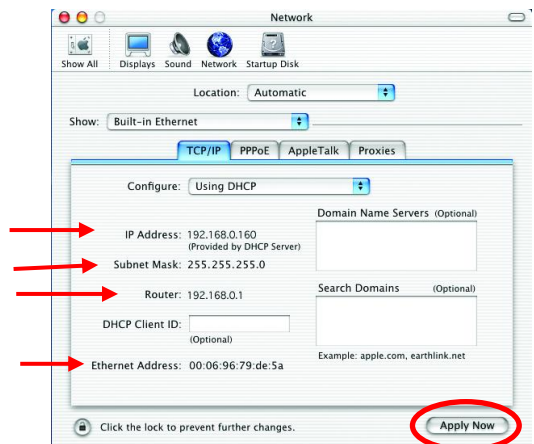 Network
Show All Displays Sound Network Startup Disk
Location: Automatic
Show: Built-in Ethernet
TCP/IP PPPoE AppleTalk Proxies
Configure: Using DHCP
Domain Name Servers (Optional)
IP Address: 192.168.0.160
(Provided by DHCP Server)
Subnet Mask: 255.255.255.0
Router: 192.168.0.1
Search Domains (Optional)
DHCP Client ID:
(Optional)
Example: apple.com, earthlink.net
Ethernet Address: 00:06:96:79:de:5a
Click the lock to prevent further changes.
Apply Now